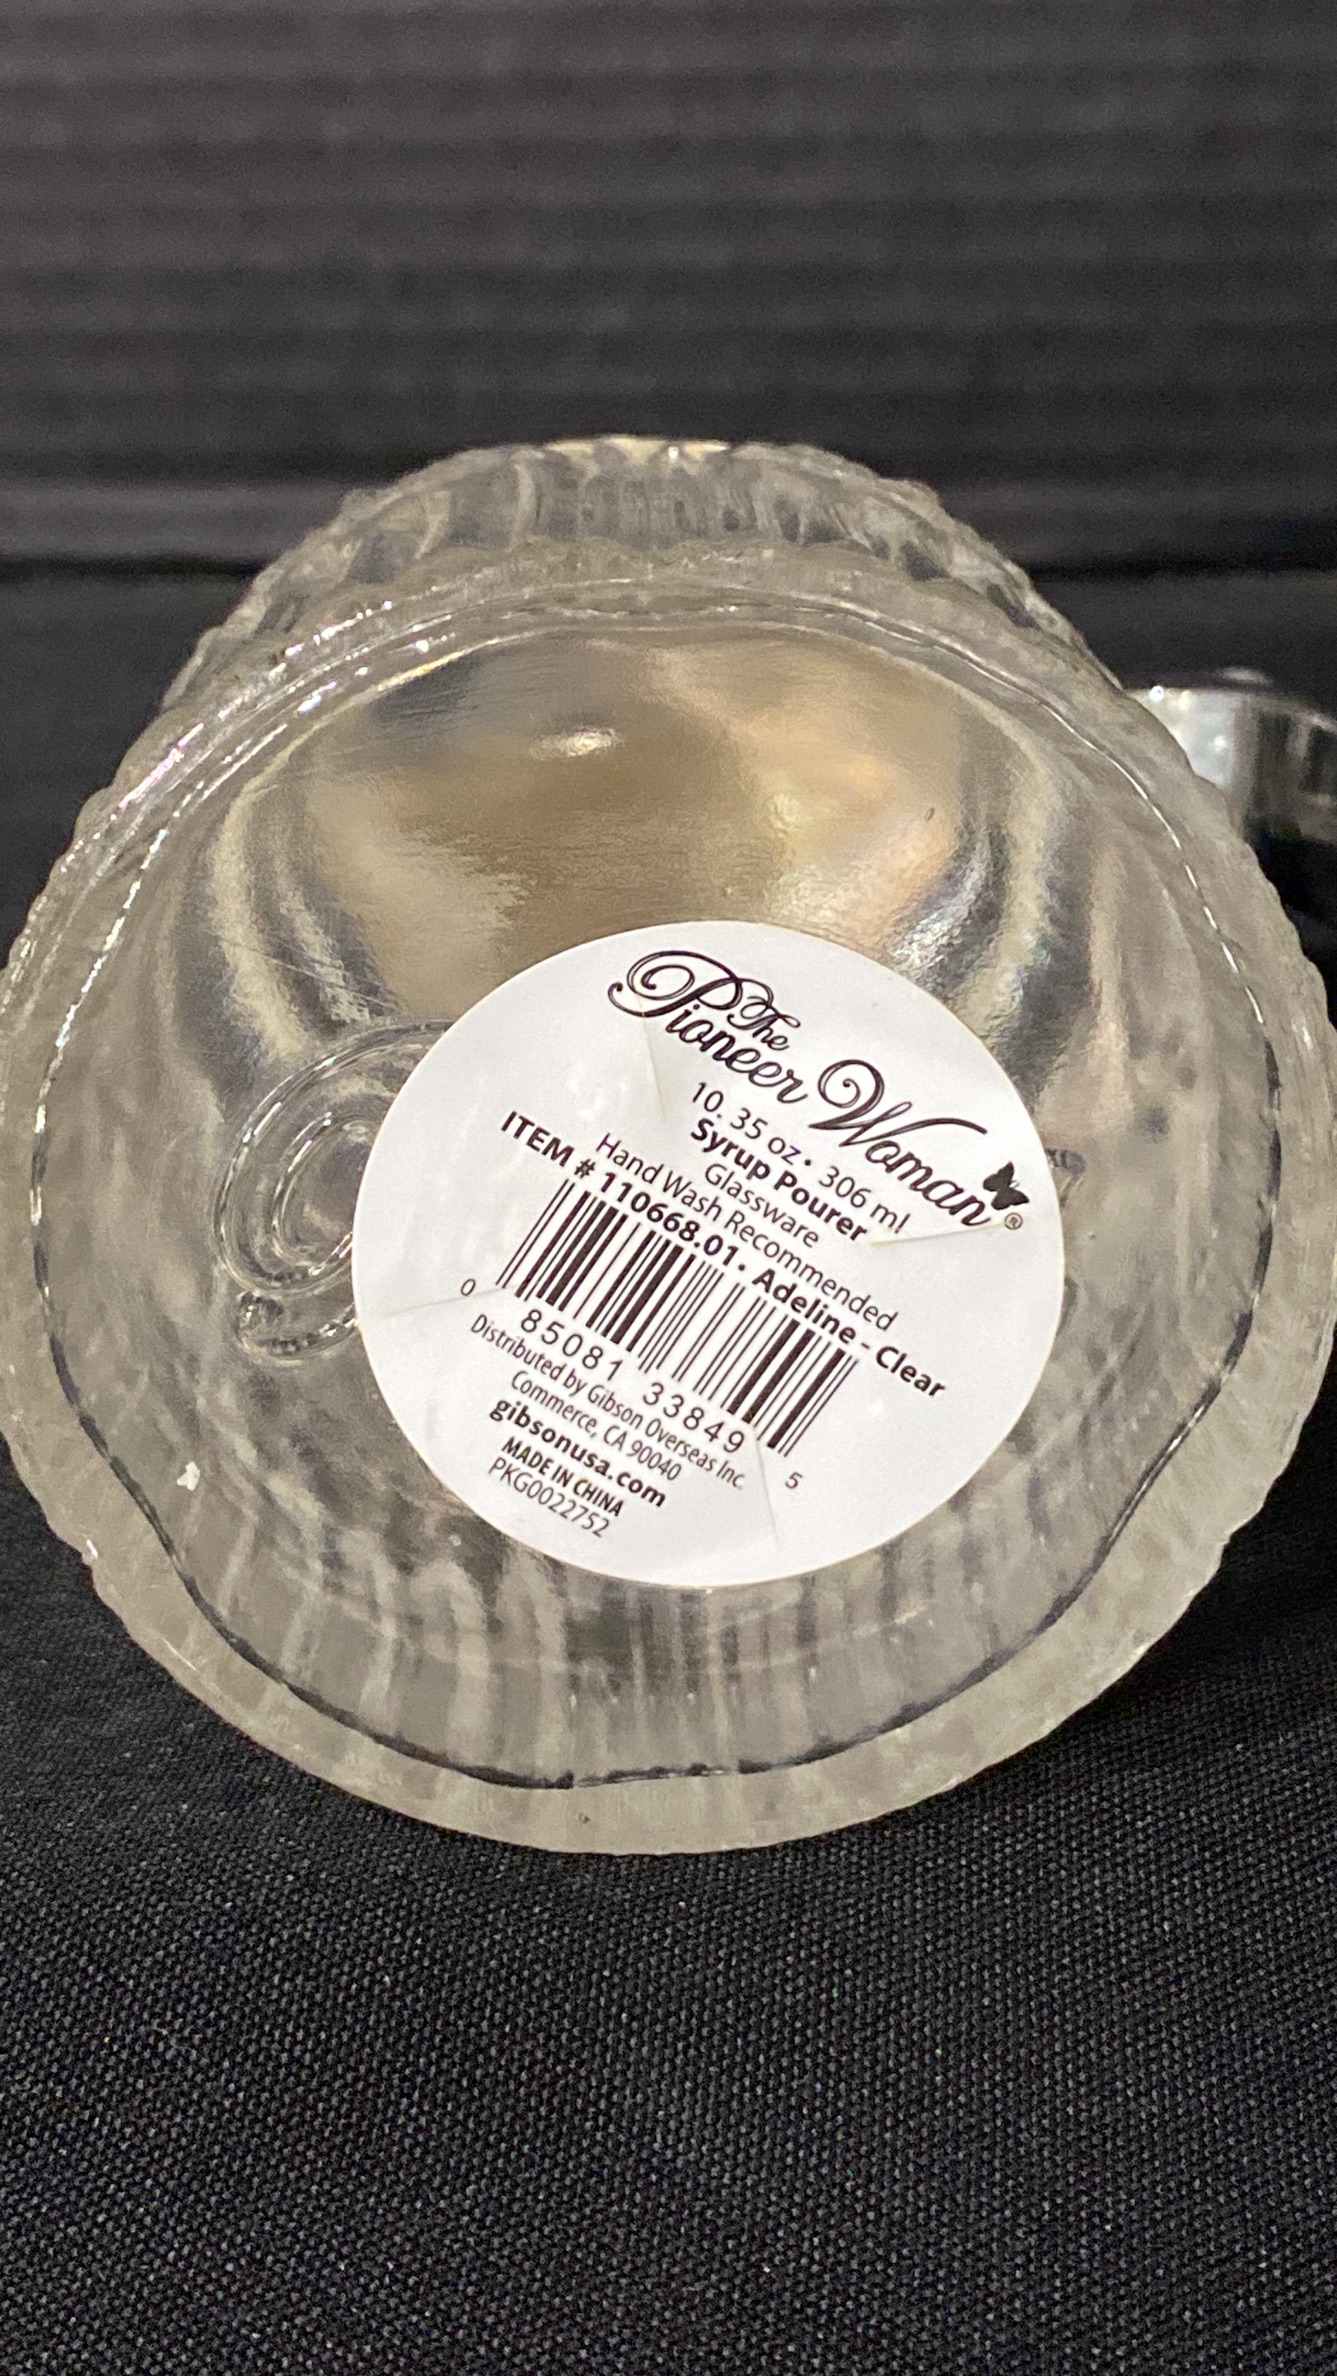 The
Pioneer Woman®
10.35 oz • 306 ml
Syrup Pourer
Glassware
Hand Wash Recommended
ITEM # 110668.01 • Adeline - Clear
0 85081 33849 5
Distributed by Gibson Overseas Inc.
Commerce, CA 90040
gibsonusa.com
MADE IN CHINA
PKG0022752